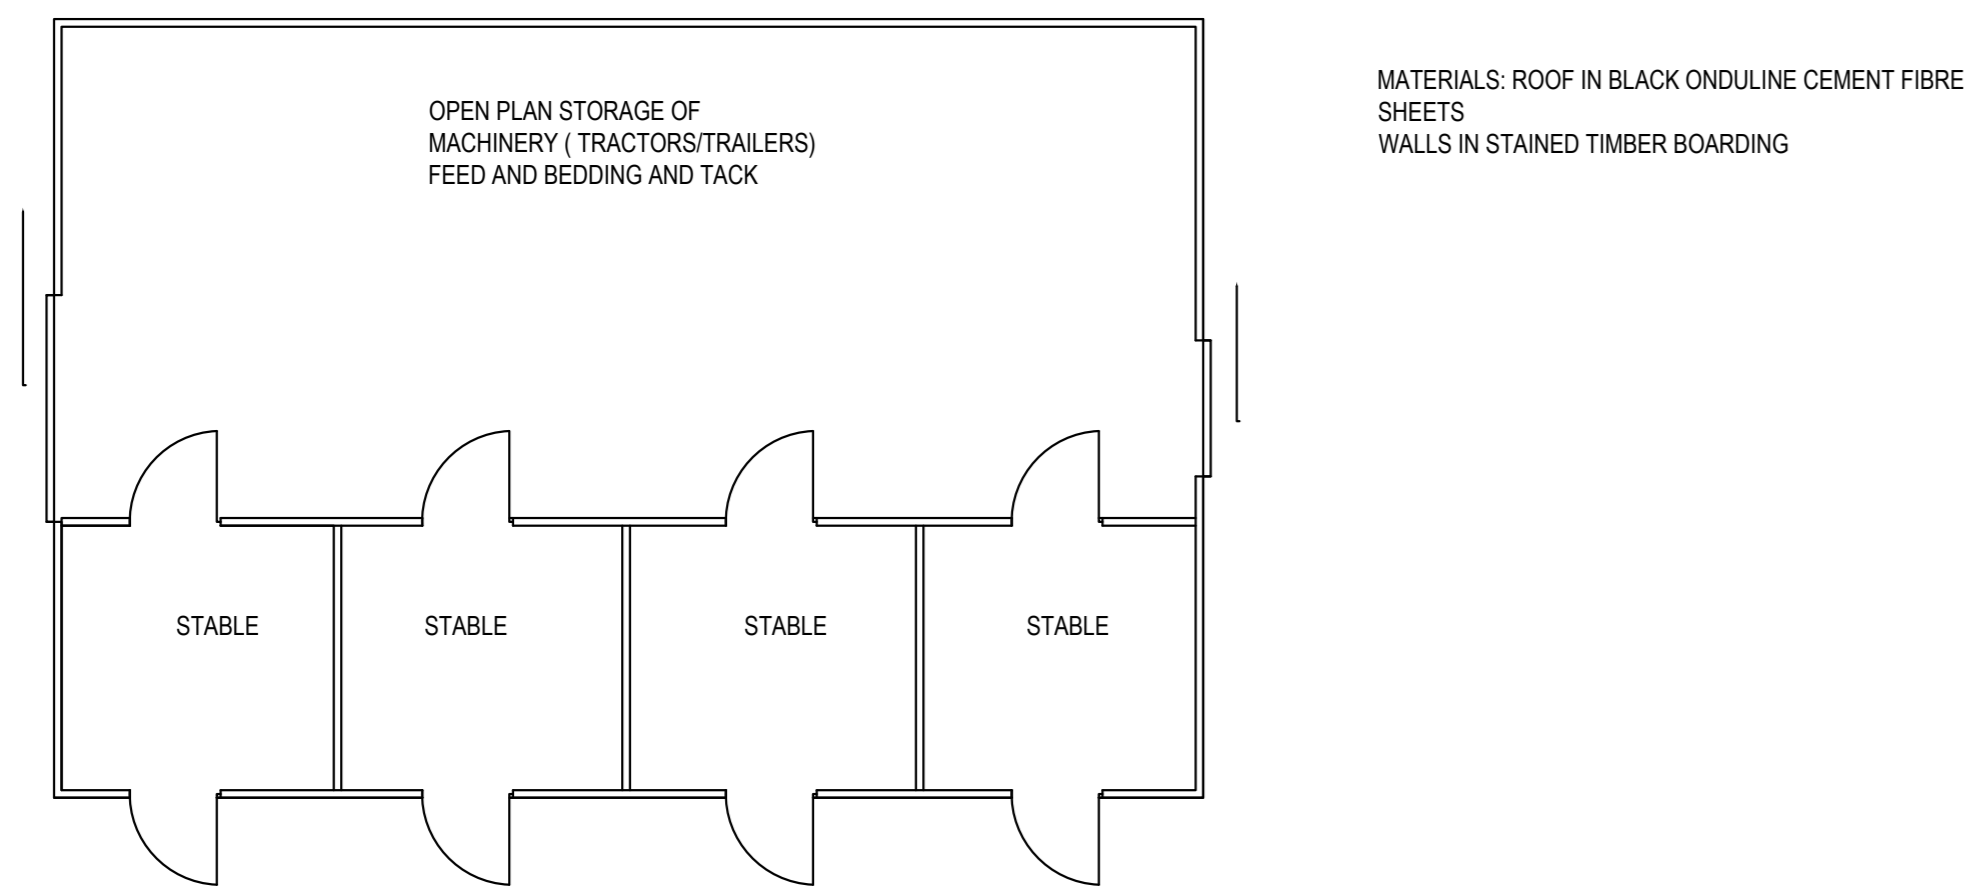 OPEN PLAN STORAGE OF
MACHINERY ( TRACTORS/TRAILERS)
FEED AND BEDDING AND TACK
MATERIALS: ROOF IN BLACK ONDULINE CEMENT FIBRE
SHEETS
WALLS IN STAINED TIMBER BOARDING
STABLE
STABLE
STABLE
STABLE